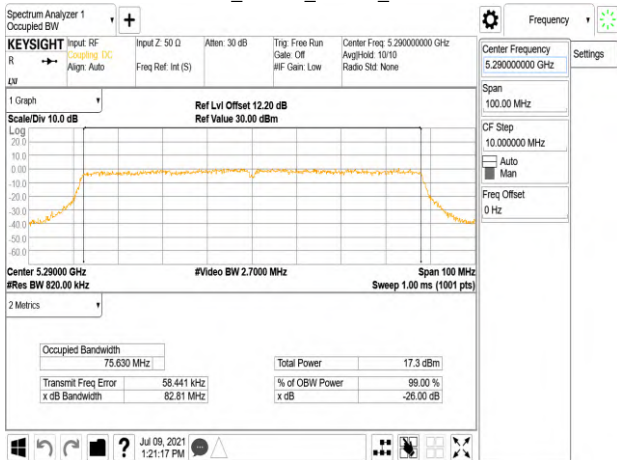 Spectrum Analyzer 1
Occupied BW
Frequency
KEYSIGHT
R
Input: RF
Coupling: DC
Align: Auto
Input Z: 50 Ω
Freq Ref: Int (S)
Atten: 30 dB
Trig: Free Run
Gate: Off
#IF Gain: Low
Center Freq: 5.290000000 GHz
Avg|Hold: 10/10
Radio Std: None
Center Frequency
5.290000000 GHz
Settings
Span
100.00 MHz
CF Step
10.000000 MHz
Auto
Man
Freq Offset
0 Hz
1 Graph
Scale/Div 10.0 dB
Ref Lvl Offset 12.20 dB
Ref Value 30.00 dBm
Log
20.0
10.0
0.00
-10.0
-20.0
-30.0
-40.0
-50.0
-60.0
Center 5.29000 GHz
#Video BW 2.7000 MHz
Span 100 MHz
#Res BW 820.00 kHz
Sweep 1.00 ms (1001 pts)
2 Metrics
Occupied Bandwidth
75.630 MHz
Total Power 17.3 dBm
Transmit Freq Error 58.441 kHz
% of OBW Power 99.00 %
x dB Bandwidth 82.81 MHz
x dB -26.00 dB
?
Jul 09, 2021
1:21:17 PM